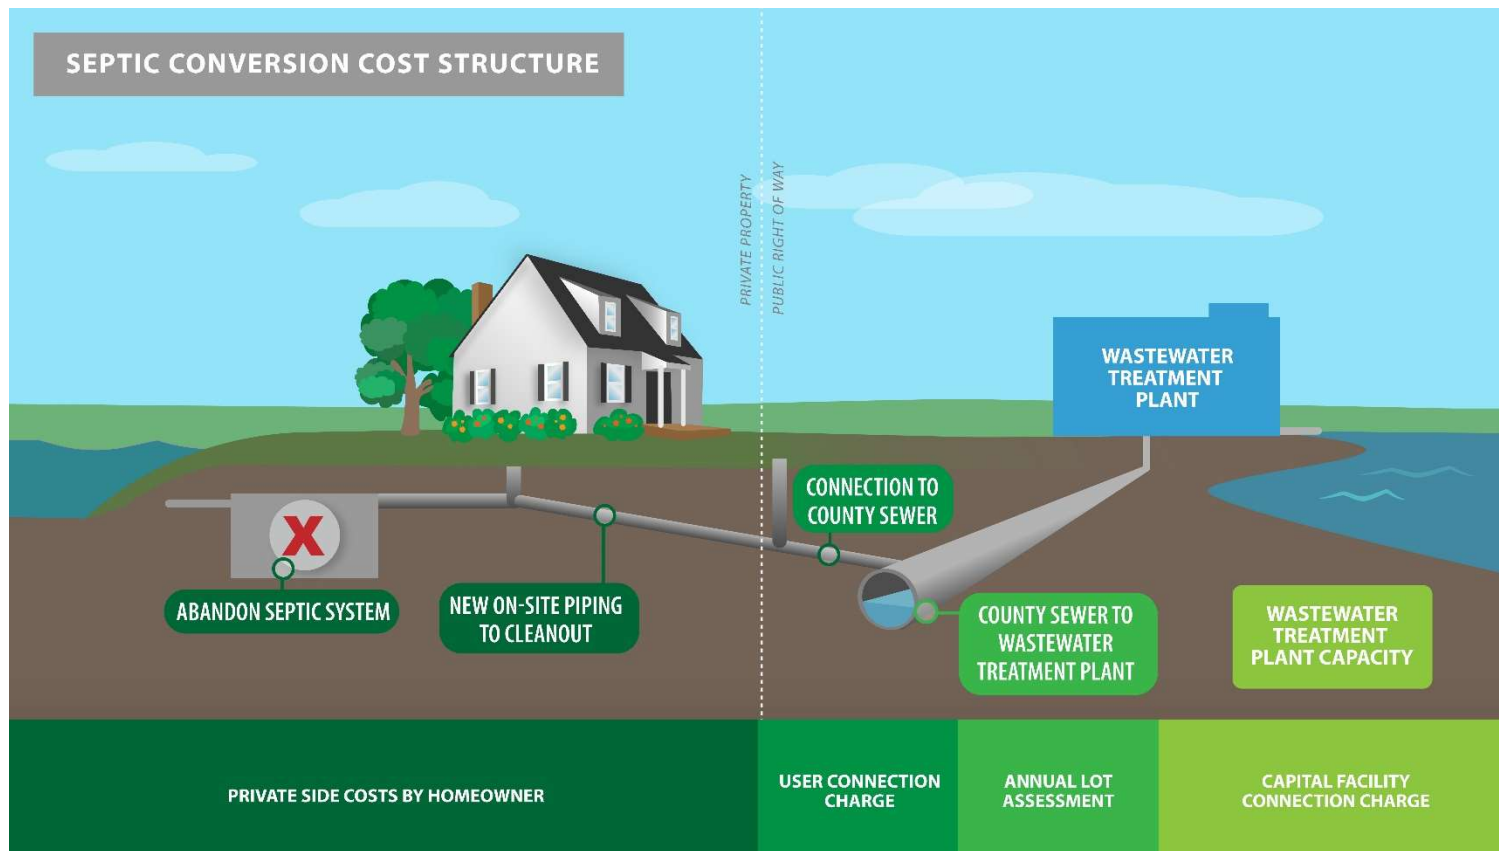 SEPTIC CONVERSION COST STRUCTURE
PRIVATE PROPERTY
PUBLIC RIGHT OF WAY
WASTEWATER
TREATMENT
PLANT
CONNECTION TO
COUNTY SEWER
X
ABANDON SEPTIC SYSTEM
NEW ON-SITE PIPING
TO CLEANOUT
COUNTY SEWER TO
WASTEWATER
TREATMENT PLANT
WASTEWATER
TREATMENT
PLANT CAPACITY
PRIVATE SIDE COSTS BY HOMEOWNER
USER CONNECTION
CHARGE
ANNUAL LOT
ASSESSMENT
CAPITAL FACILITY
CONNECTION CHARGE